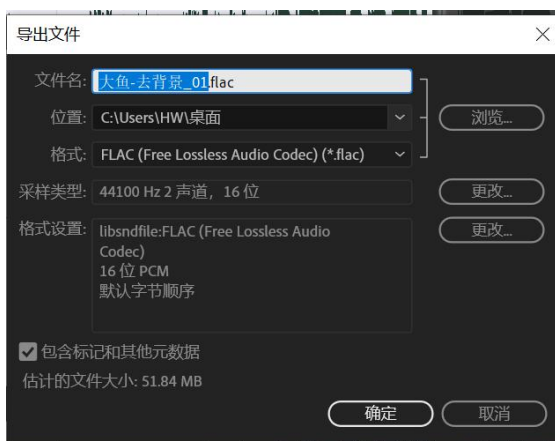 导出文件
文件名: 大鱼-去背景_01.flac
位置: C:\Users\HW\桌面 浏览...
格式: FLAC (Free Lossless Audio Codec) (*.flac)
采样类型: 44100 Hz 2 声道，16 位 更改...
格式设置: libsndfile:FLAC (Free Lossless Audio 更改...
Codec)
16 位 PCM
默认字节顺序
包含标记和其他元数据
估计的文件大小: 51.84 MB
确定 取消